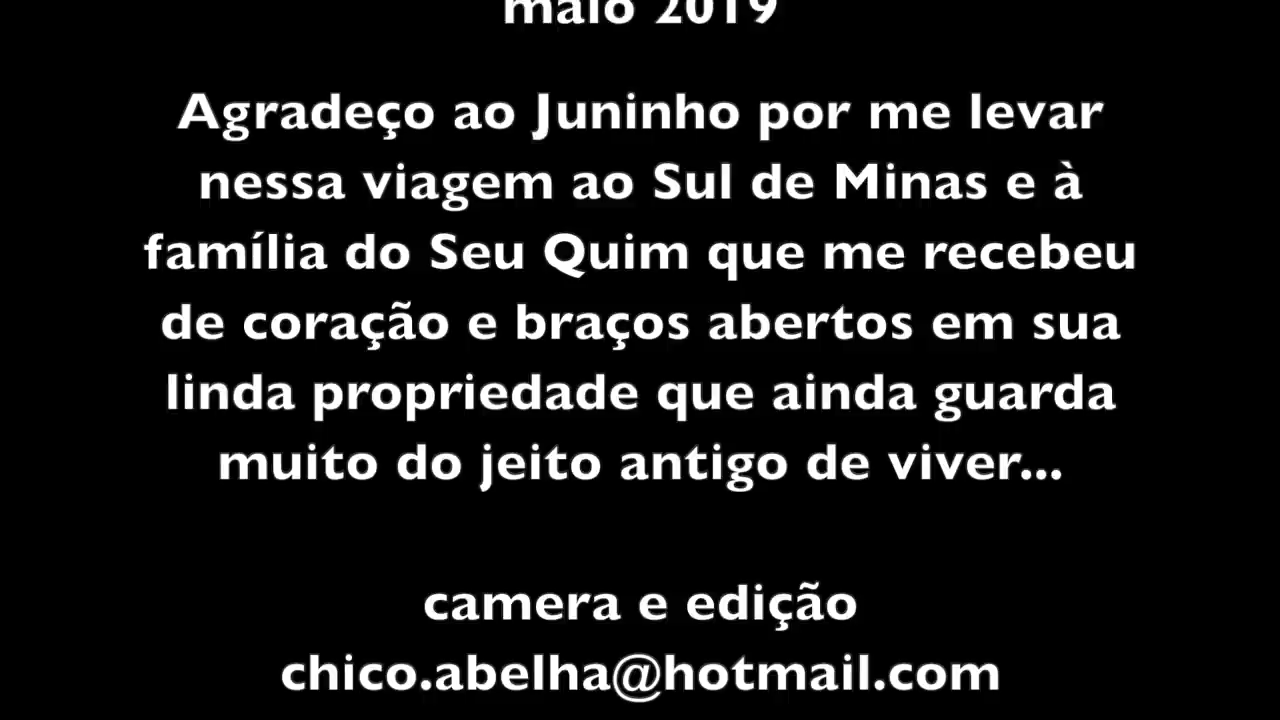 maio 2019
Agradeço ao Juninho por me levar
nessa viagem ao Sul de Minas e à
família do Seu Quim que me recebeu
de coração e braços abertos em sua
linda propriedade que ainda guarda
muito do jeito antigo de viver...
camera e edição
chico.abelha@hotmail.com